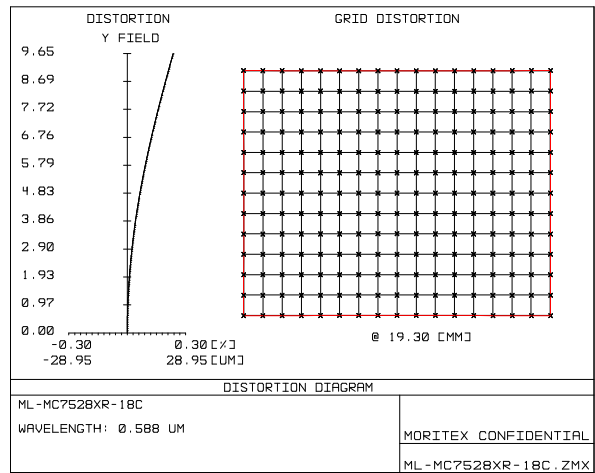 DISTORTION
Y FIELD
9.65
8.69
7.72
6.76
5.79
4.83
3.86
2.90
1.93
0.97
0.00
-0.30 0.30[%]
-28.95 28.95[UM]
GRID DISTORTION
@ 19.30 [MM]
DISTORTION DIAGRAM
ML-MC7528XR-18C
WAVELENGTH: 0.588 UM
MORITEX CONFIDENTIAL
ML-MC7528XR-18C.ZMX